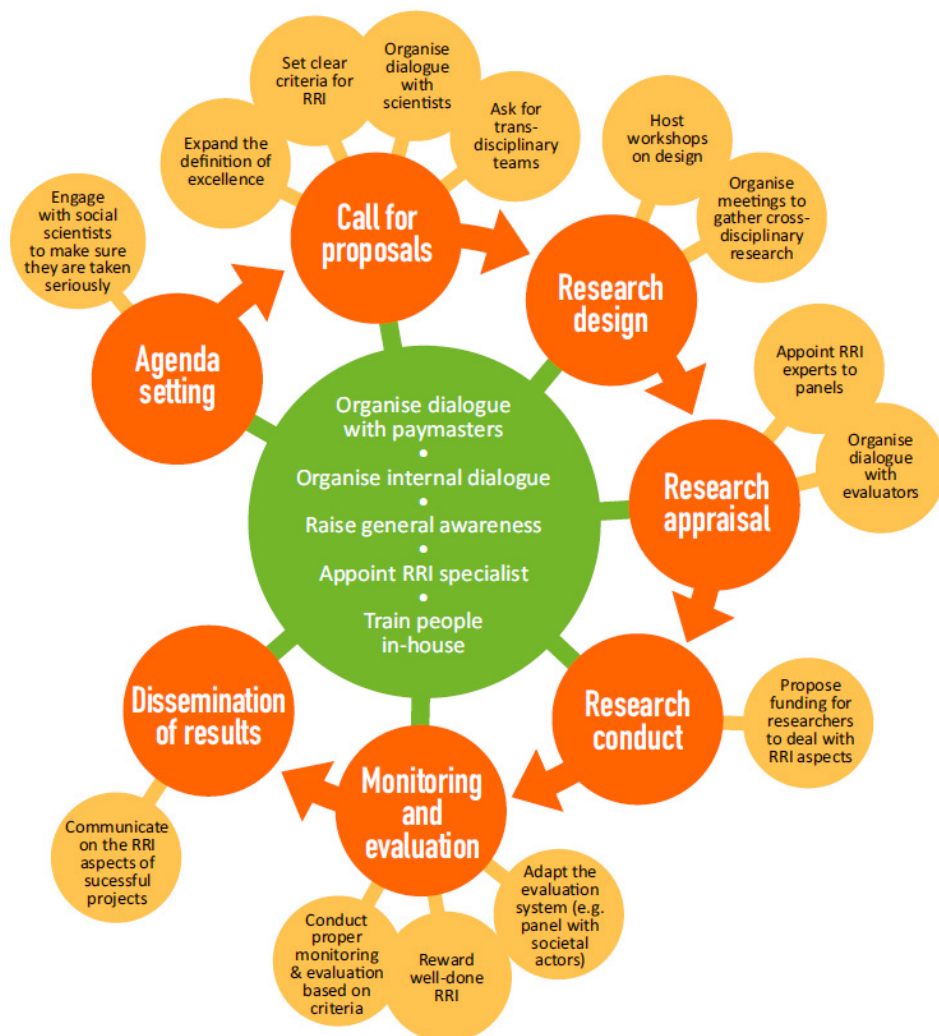 Set clear
criteria for
RRI
Organise
dialogue
with
scientists
Ask for
trans-
disciplinary
teams
Expand the
definition of
excellence
Call for
proposals
Host
workshops
on design
Organise
meetings to
gather cross-
disciplinary
research
Research
design
Engage
with social
scientists
to make sure
they are taken
seriously
Agenda
setting
Appoint RRI
experts to
panels
Organise
dialogue with
evaluators
Research
appraisal
Organise dialogue
with paymasters
•
Organise internal dialogue
•
Raise general awareness
•
Appoint RRI specialist
•
Train people
in-house
Propose
funding for
researchers
to deal with
RRI aspects
Research
conduct
Monitoring
and
evaluation
Adapt the
evaluation
system (e.g.
panel with
societal
actors)
Reward
well-done
RRI
Conduct
proper
monitoring
& evaluation
based on
criteria
Dissemination
of results
Communicate
on the RRI
aspects of
sucessful
projects